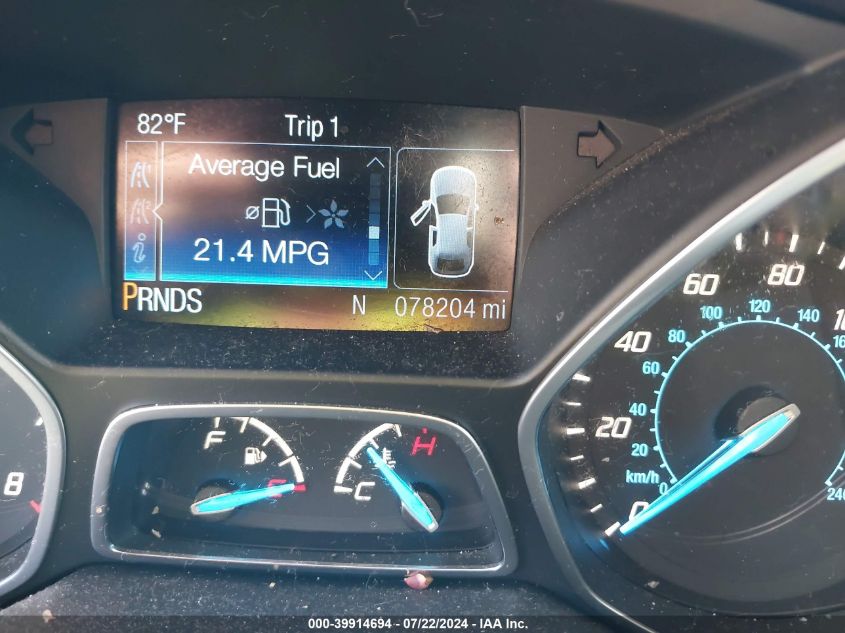 82°F Trip 1
Average Fuel
21.4 MPG
PRNDS N 078204 mi
F
H
C
8
0 20 40 60 80
km/h
0 20 40 60 80 100 120 140 240
000-39914694 - 07/22/2024 - IAA Inc.